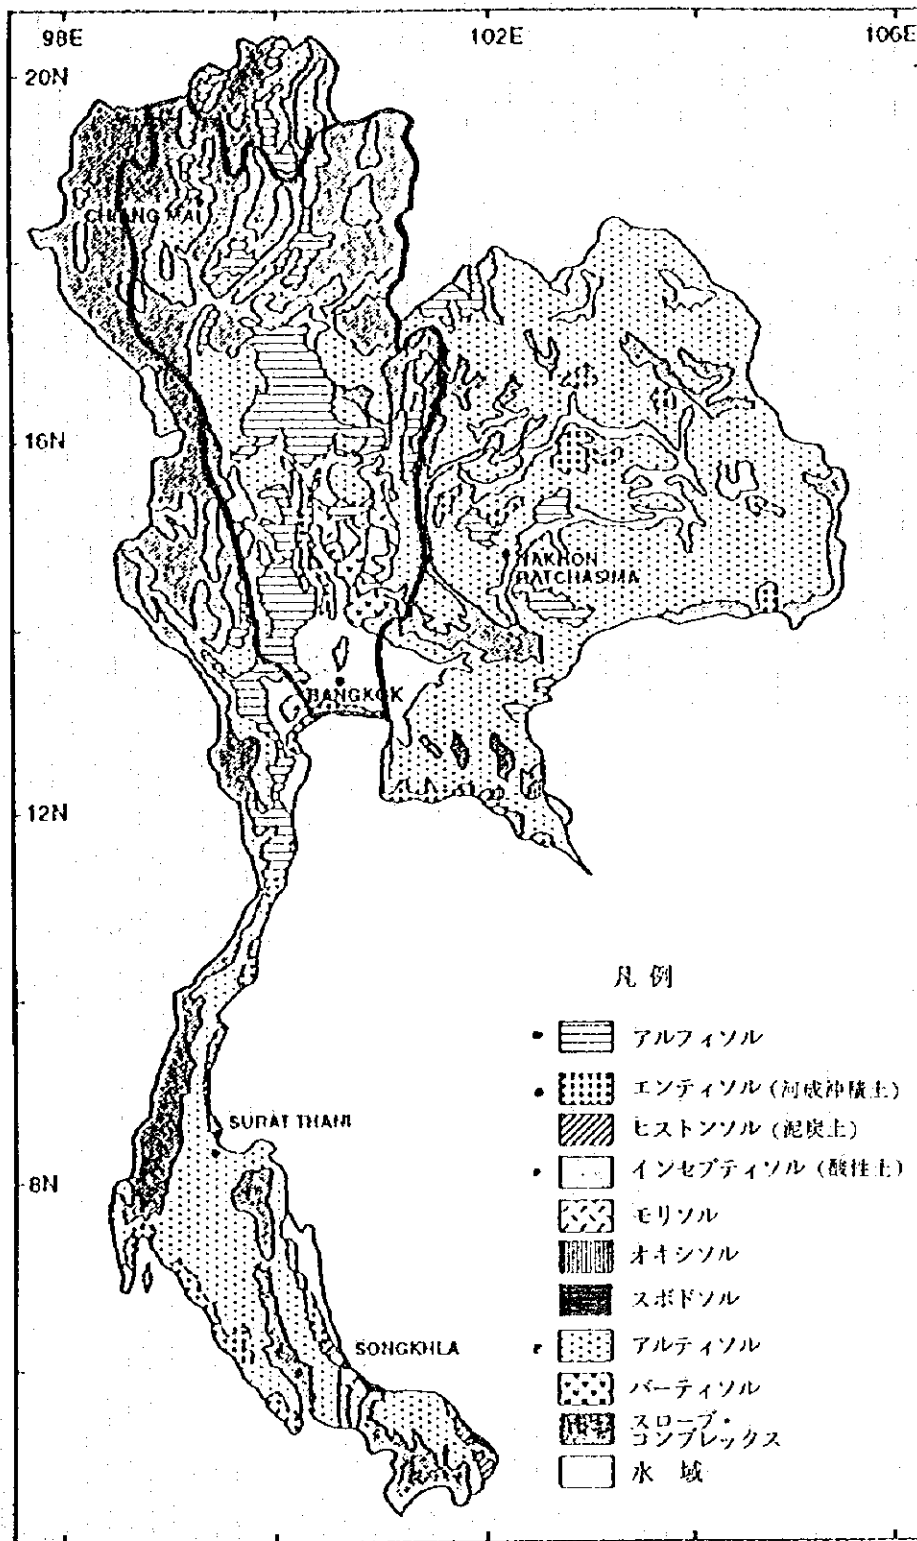 98E 102E 106E
20N
CHIANG MAI
16N
NAKHON
RATCHASIMA
BANGKOK
12N
凡例
アルフィソル
エンティソル (河成沖積土)
SURAT THANI
ヒストンソル (泥炭土)
8N
インセプティソル (酸性土)
モリソル
オキシソル
スポドソル
SONGKHLA
アルティソル
バーティソル
スロープ・
コンプレックス
水域